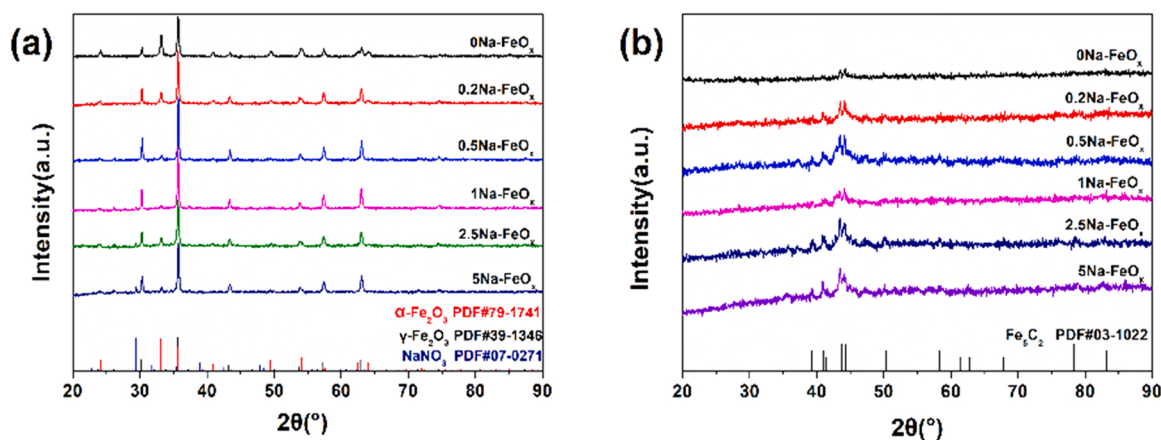 (a)
0Na-FeOₓ
0.2Na-FeOₓ
0.5Na-FeOₓ
1Na-FeOₓ
2.5Na-FeOₓ
5Na-FeOₓ
α-Fe₂O₃ PDF#79-1741
γ-Fe₂O₃ PDF#39-1346
NaNO₃ PDF#07-0271
Intensity(a.u.)
20 30 40 50 60 70 80 90
2θ(°)
(b)
0Na-FeOₓ
0.2Na-FeOₓ
0.5Na-FeOₓ
1Na-FeOₓ
2.5Na-FeOₓ
5Na-FeOₓ
Fe₅C₂ PDF#03-1022
Intensity(a.u.)
20 30 40 50 60 70 80 90
2θ(°)